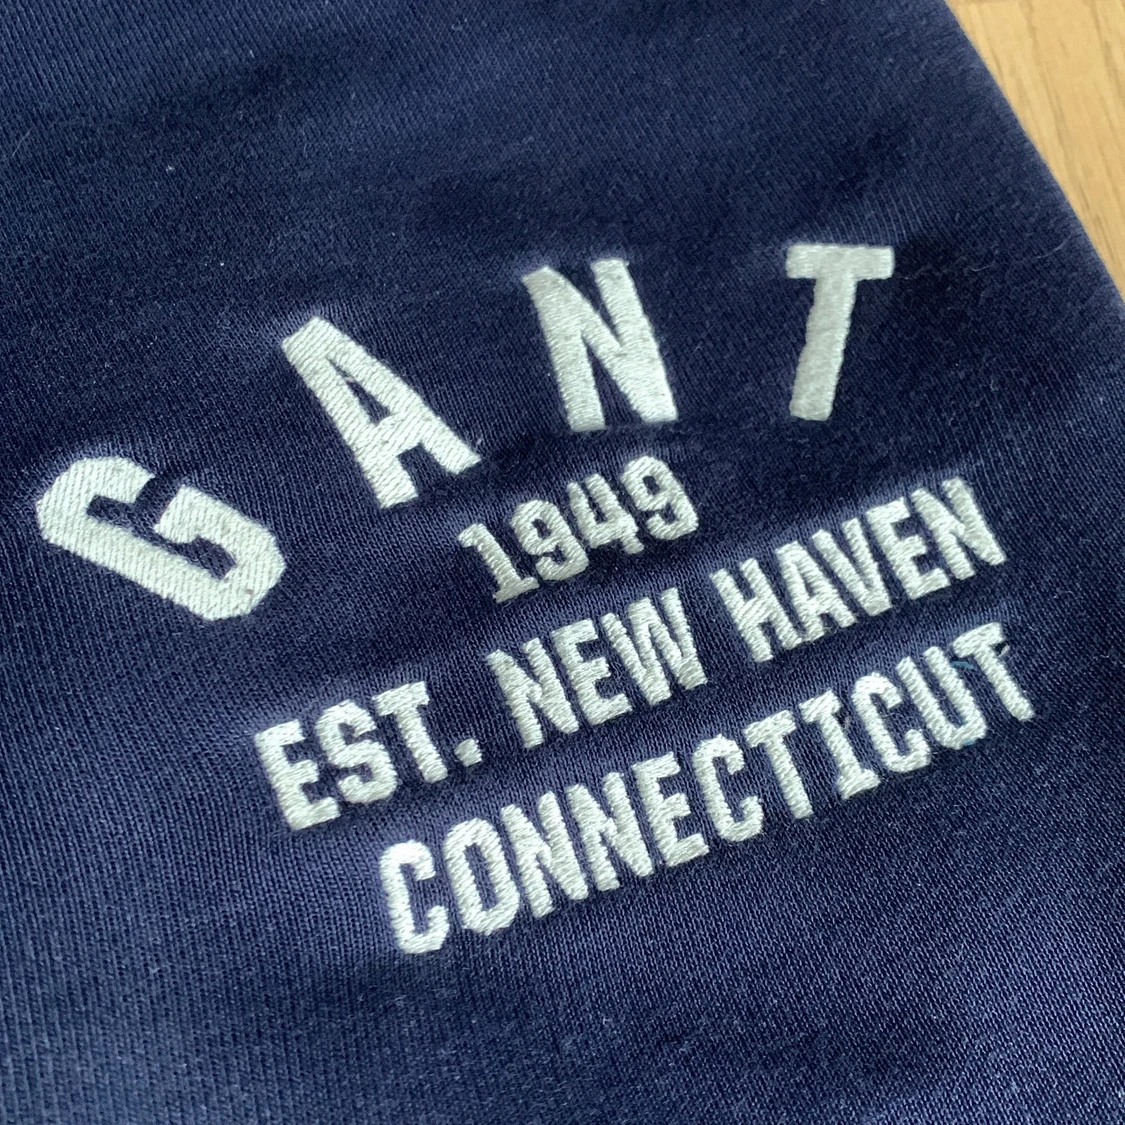 GANT
1949
EST. NEW HAVEN
CONNECTICUT